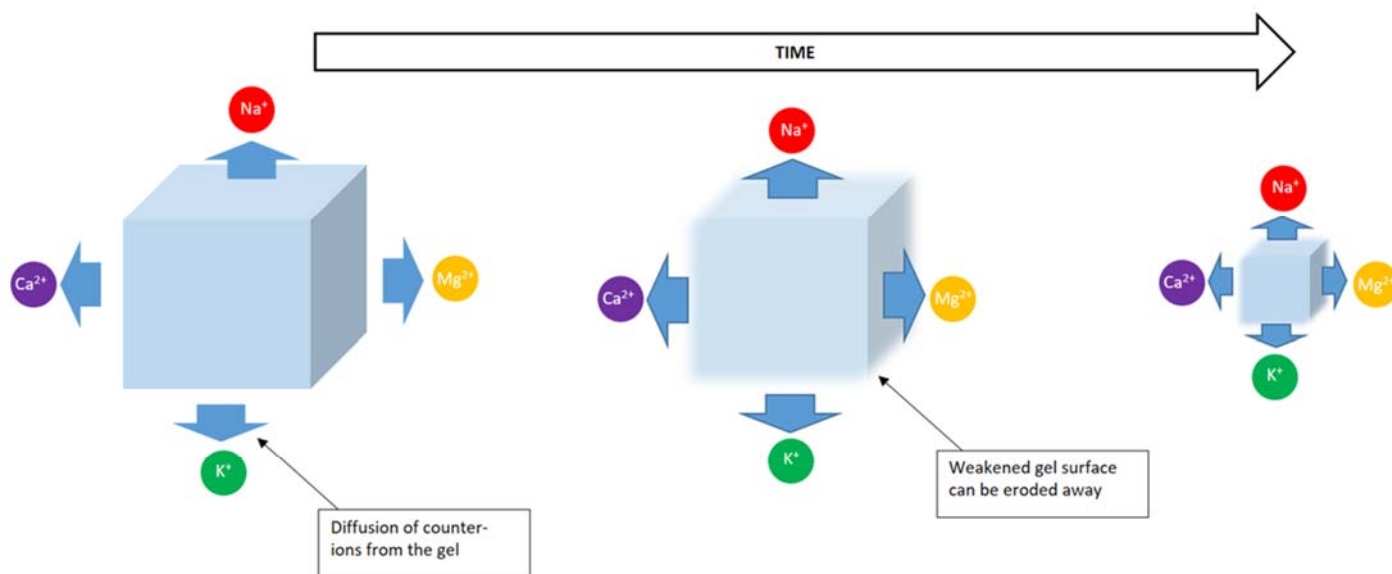 TIME
Na⁺
Ca²⁺
Mg²⁺
K⁺
Diffusion of counter-
ions from the gel
Na⁺
Ca²⁺
Mg²⁺
K⁺
Weakened gel surface
can be eroded away
Na⁺
Ca²⁺
Mg²⁺
K⁺